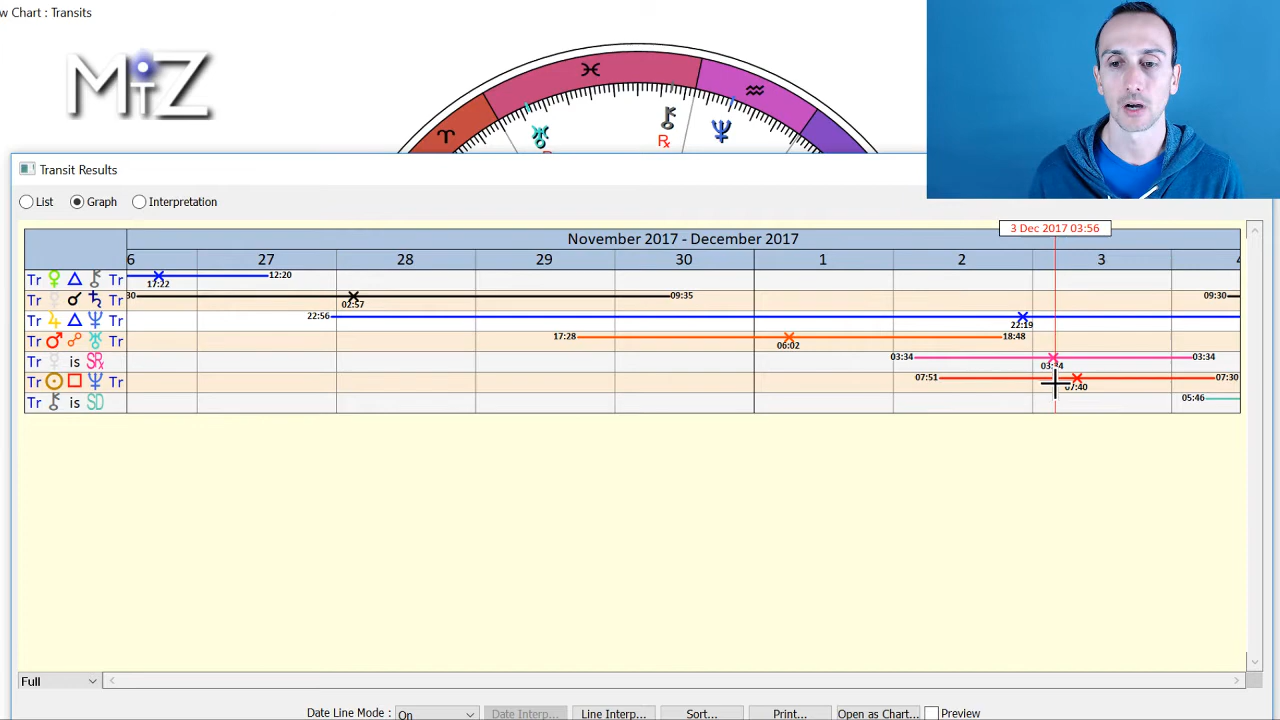 w Chart : Transits
MTZ
Transit Results
List Graph Interpretation
3 Dec 2017 03:56
November 2017 - December 2017
6 27 28 29 30 1 2 3 4
Tr Tr 17:22 12:20
Tr Tr 30 02:57 09:35 09:30
Tr Tr 22:56 22:19
Tr Tr 17:28 06:02 18:48
Tr is SR 03:34 03:34
Tr Tr 07:51 07:40 07:30
Tr is SD 05:46
Full
Date Line Mode : On Date Interp... Line Interp... Sort... Print... Open as Chart... Preview